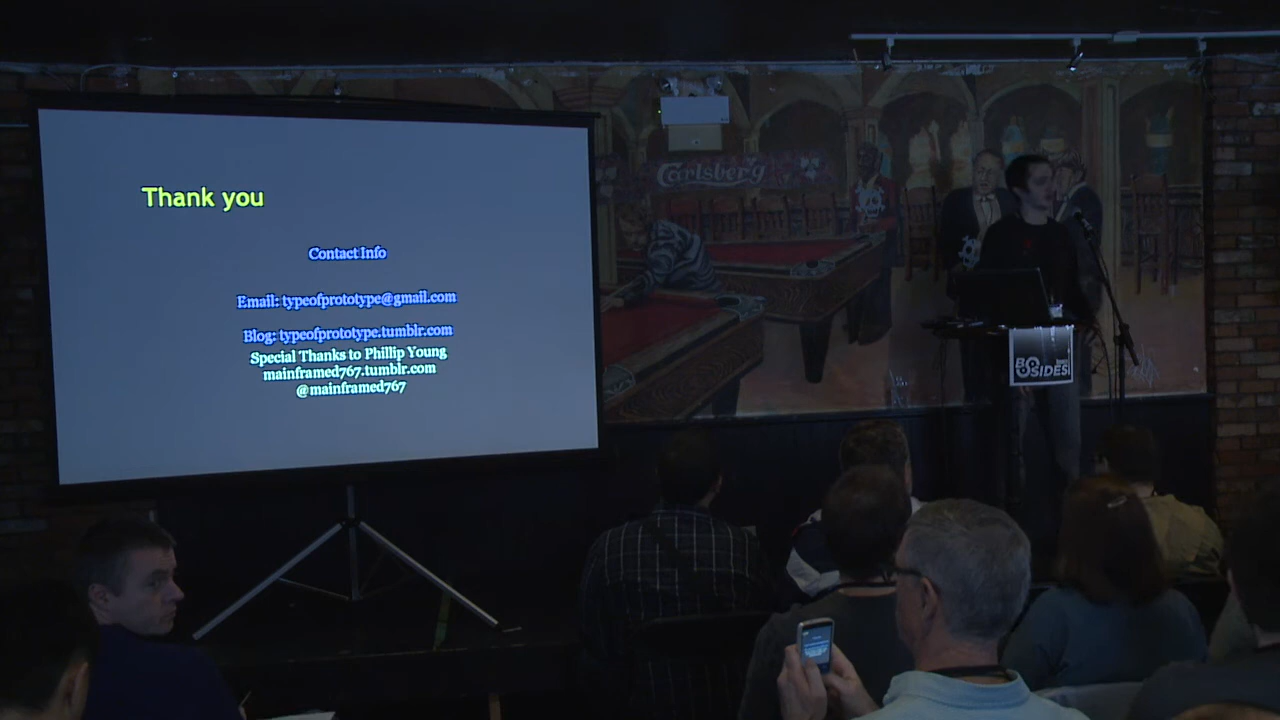 Thank you
Contact Info
Email: typeofprototype@gmail.com
Blog: typeofprototype.tumblr.com
Special Thanks to Phillip Young
mainframed767.tumblr.com
@mainframed767
Carlsberg
BSIDES